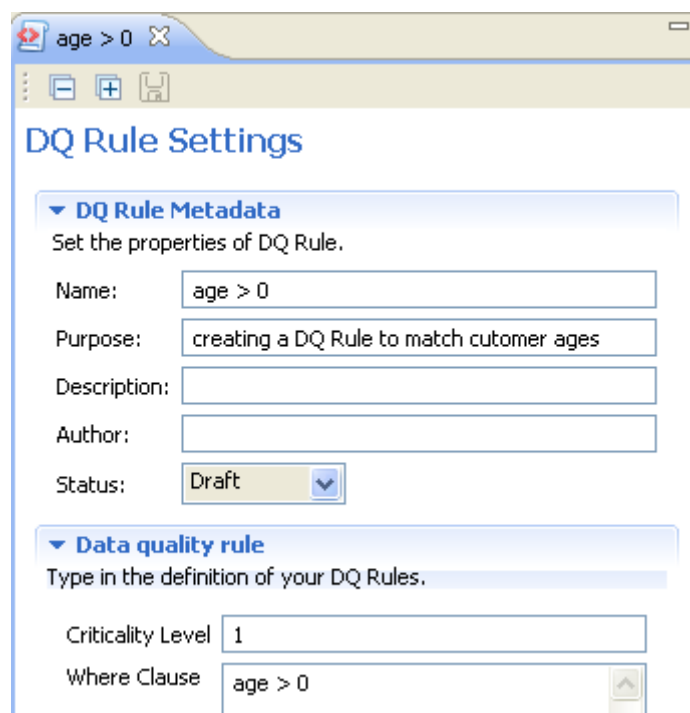 age > 0
DQ Rule Settings
DQ Rule Metadata
Set the properties of DQ Rule.
Name: age > 0
Purpose: creating a DQ Rule to match cutomer ages
Description:
Author:
Status: Draft
Data quality rule
Type in the definition of your DQ Rules.
Criticality Level 1
Where Clause age > 0